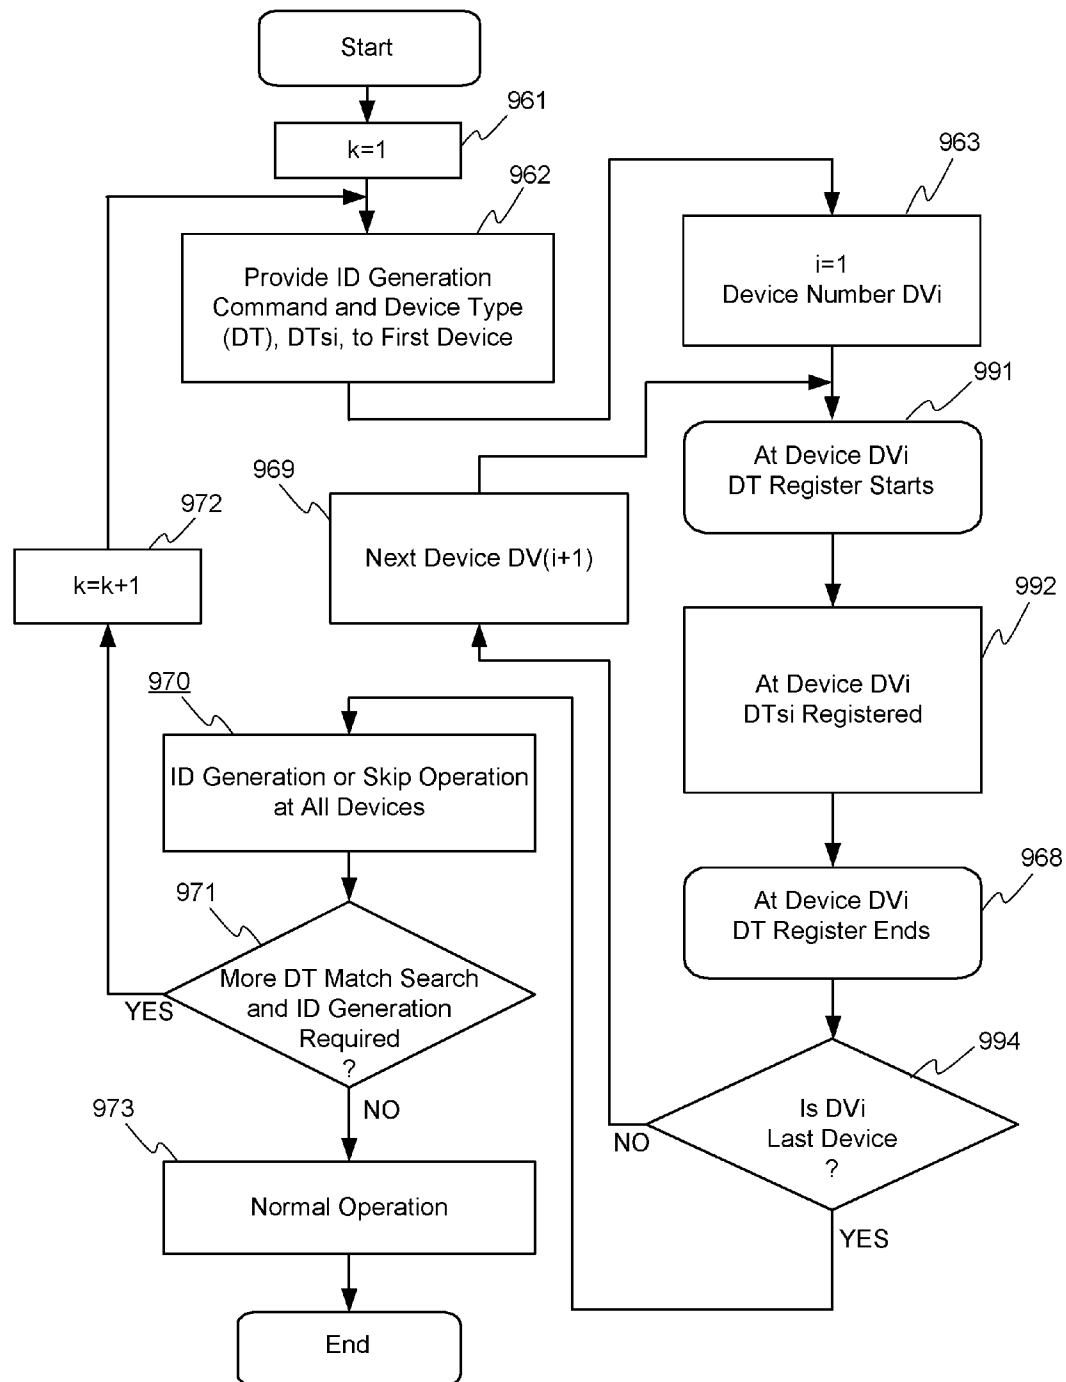 Start
961
k=1
962
Provide ID Generation
Command and Device Type
(DT), DTsi, to First Device
963
i=1
Device Number DVi
991
At Device DVi
DT Register Starts
969
Next Device DV(i+1)
972
k=k+1
992
At Device DVi
DTsi Registered
970
ID Generation or Skip Operation
at All Devices
968
At Device DVi
DT Register Ends
971
More DT Match Search
and ID Generation
Required
?
YES
NO
994
Is DVi
Last Device
?
NO
YES
973
Normal Operation
End